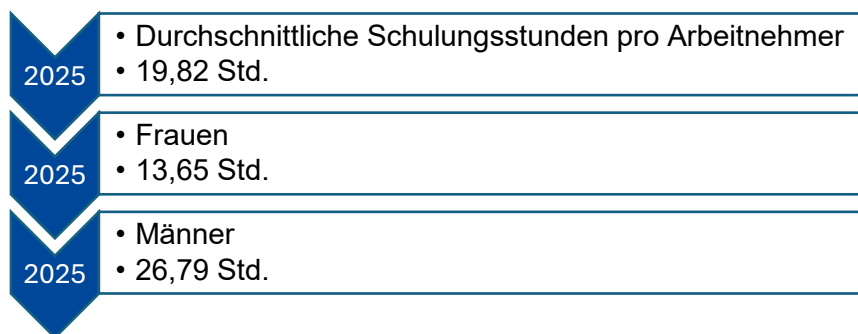 2025
• Durchschnittliche Schulungsstunden pro Arbeitnehmer
• 19,82 Std.
2025
• Frauen
• 13,65 Std.
2025
• Männer
• 26,79 Std.